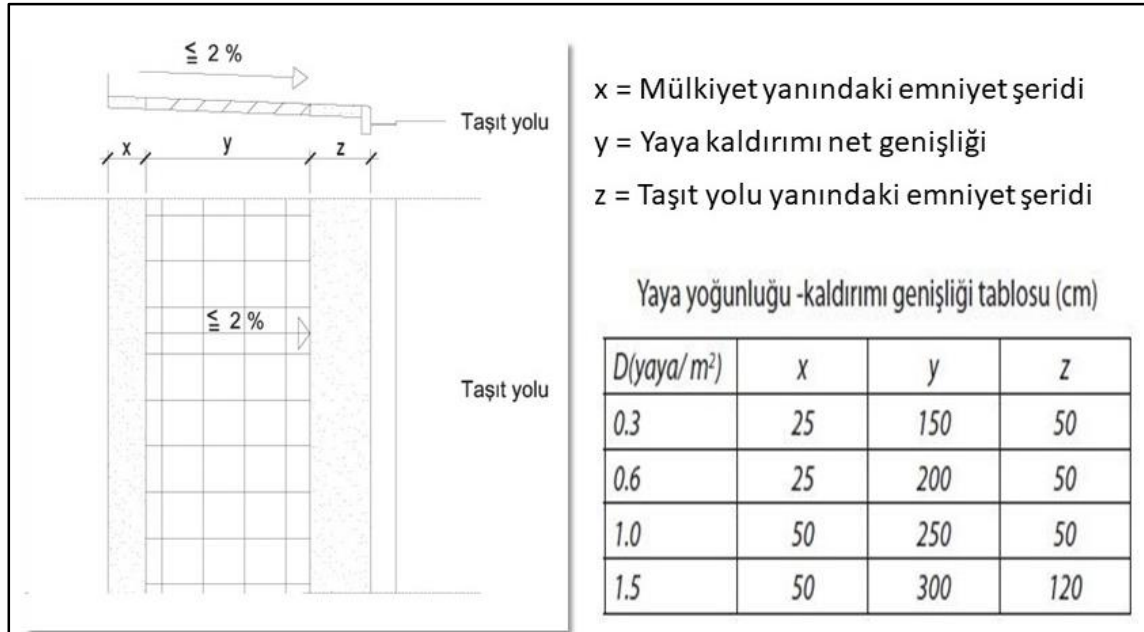 ≦ 2 %
Taşıt yolu
x y z
≦ 2 %
Taşıt yolu
x = Mülkiyet yanındaki emniyet şeridi
y = Yaya kaldırımı net genişliği
z = Taşıt yolu yanındaki emniyet şeridi
Yaya yoğunluğu -kaldırımı genişliği tablosu (cm)
D(yaya/ m²) x y z
0.3 25 150 50
0.6 25 200 50
1.0 50 250 50
1.5 50 300 120